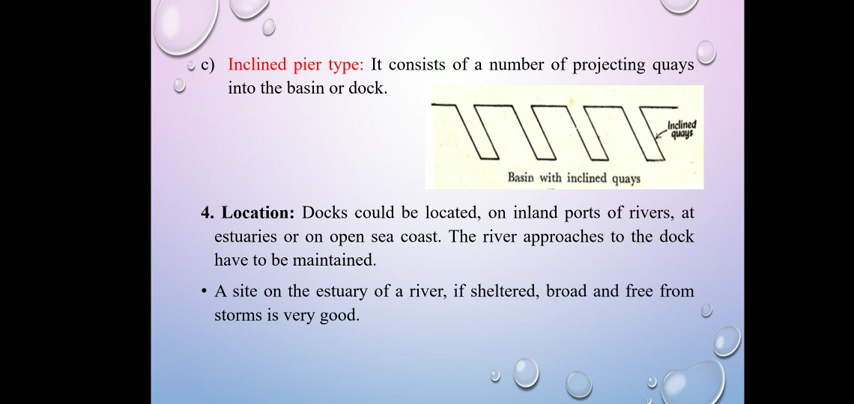 c) Inclined pier type: It consists of a number of projecting quays
into the basin or dock.
Inclined
quays
Basin with inclined quays
4. Location: Docks could be located, on inland ports of rivers, at
estuaries or on open sea coast. The river approaches to the dock
have to be maintained.
• A site on the estuary of a river, if sheltered, broad and free from
storms is very good.